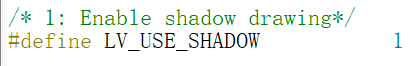 /* 1: Enable shadow drawing*/
#define LV_USE_SHADOW 1